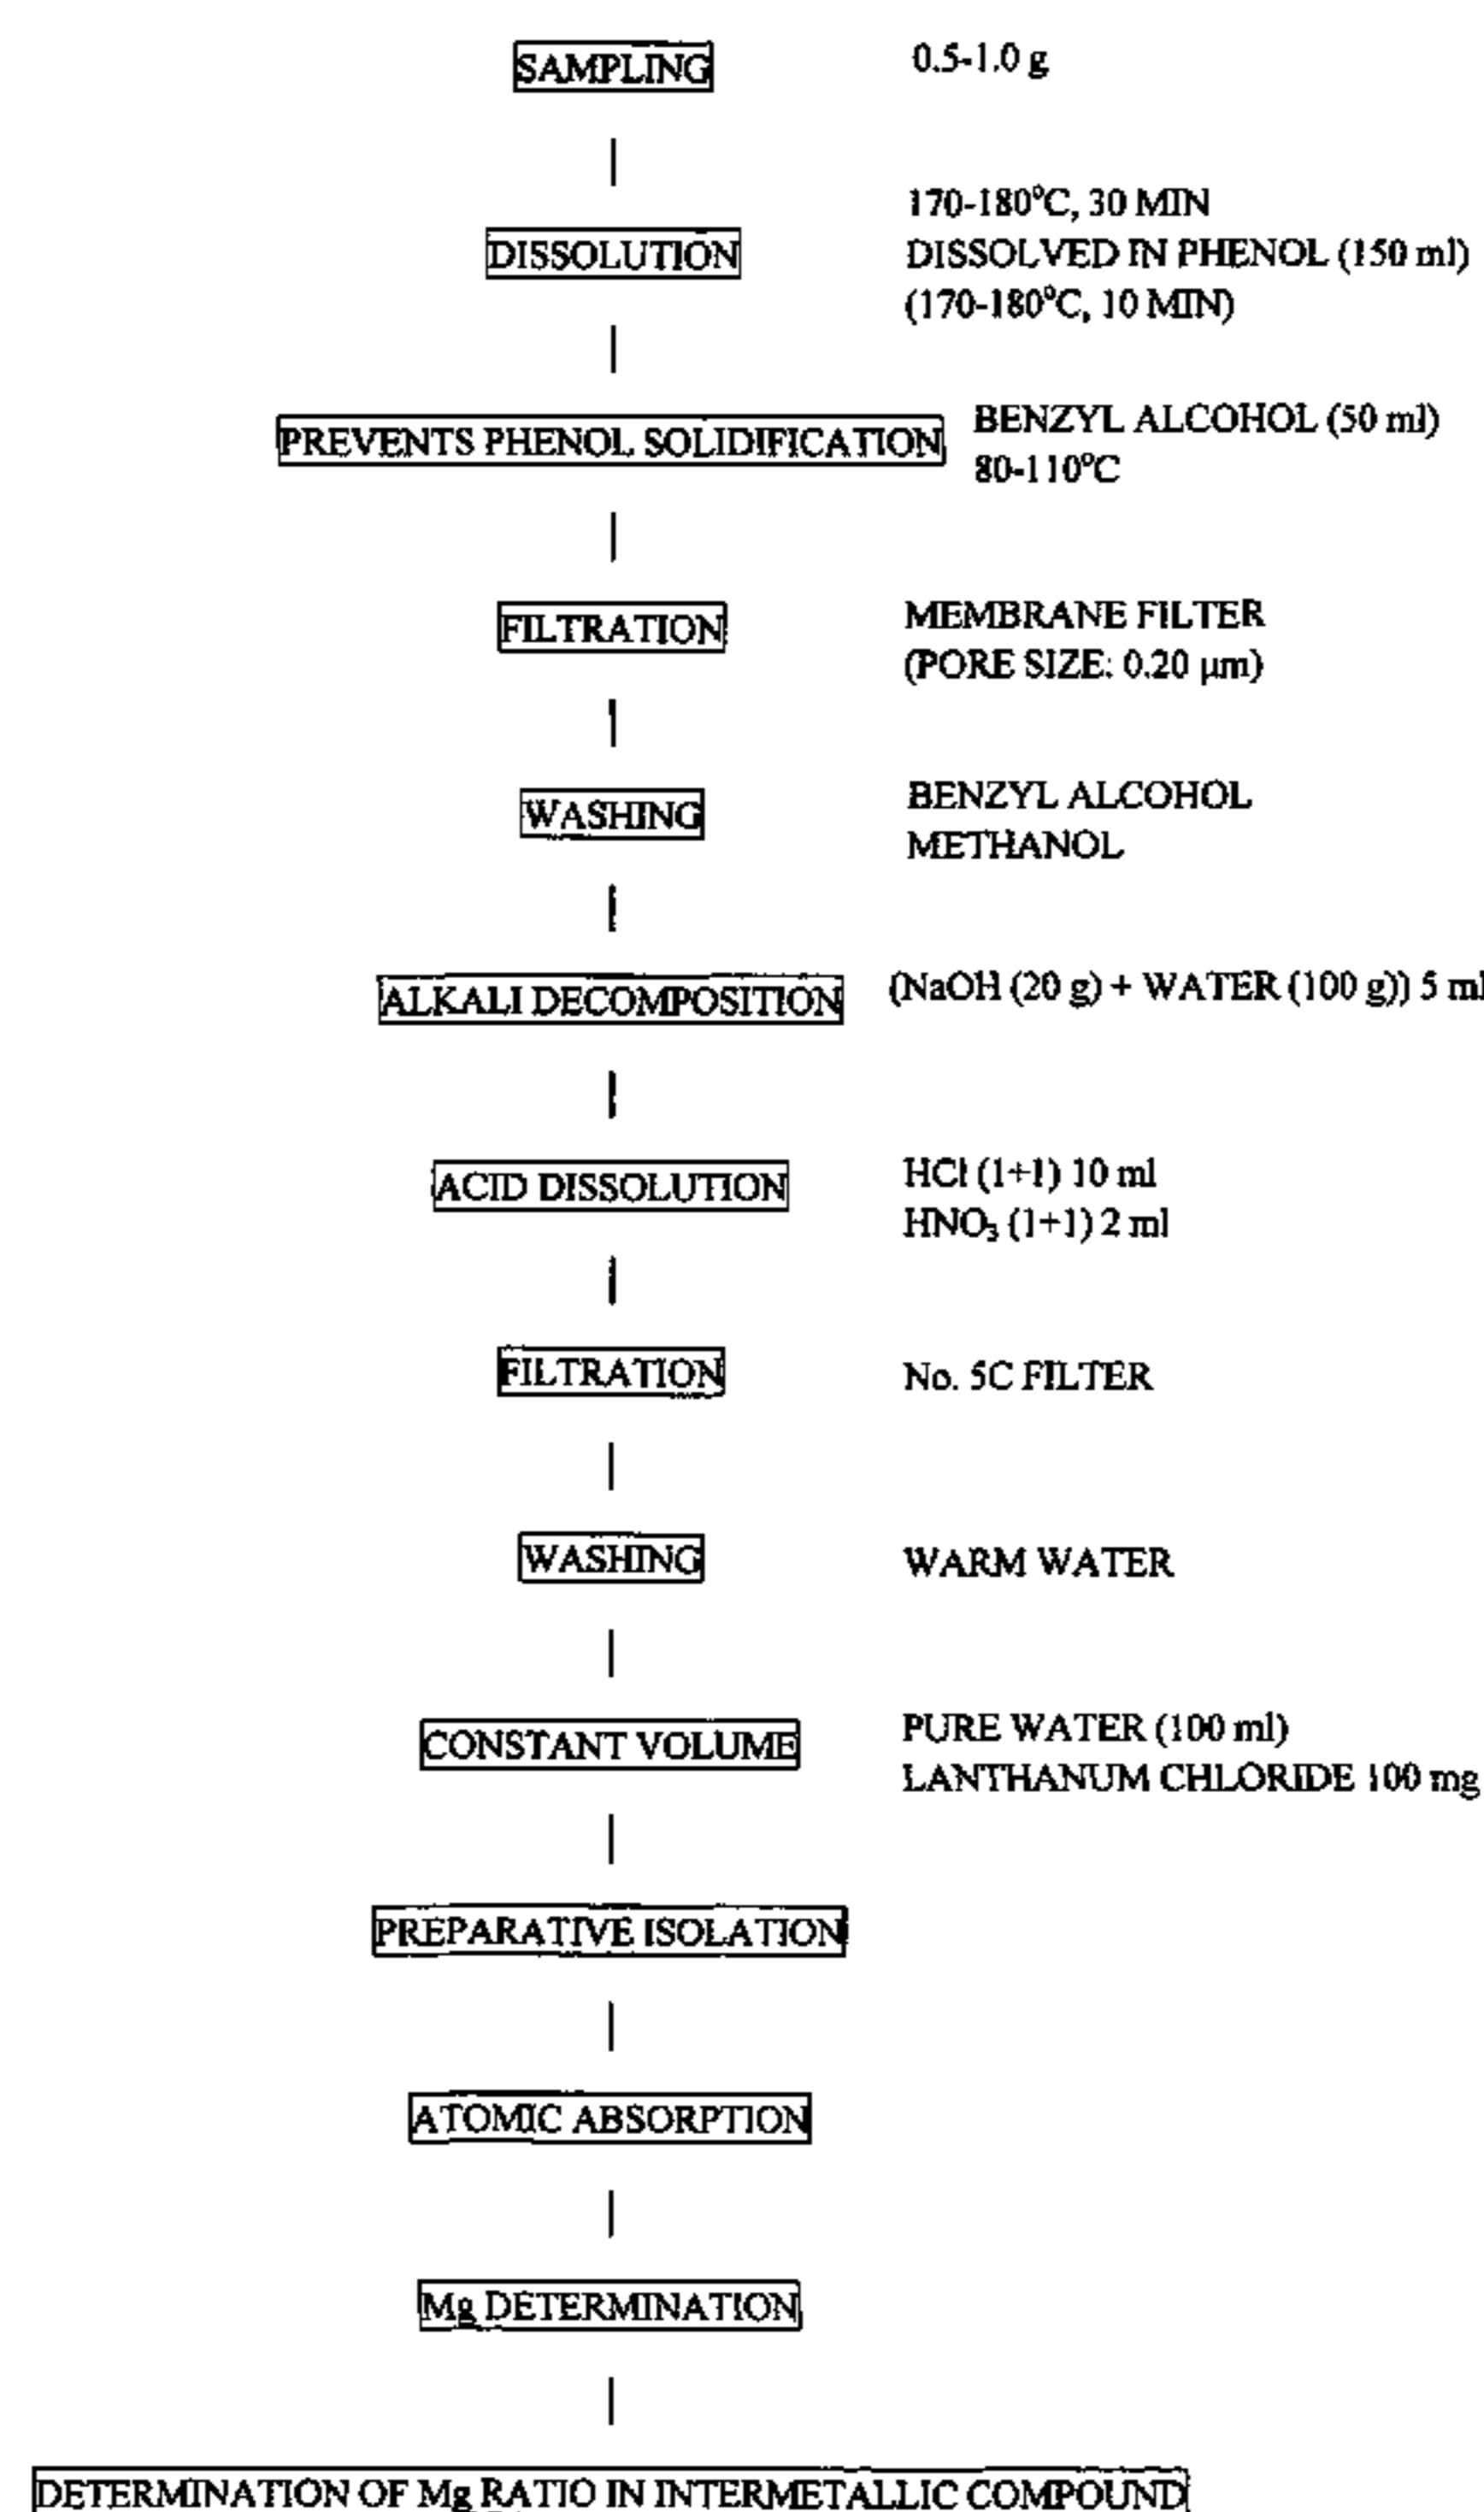 SAMPLING
0.5-1.0 g
DISSOLUTION
170-180°C, 30 MIN
DISSOLVED IN PHENOL (150 ml)
(170-180°C, 10 MIN)
PREVENTS PHENOL SOLIDIFICATION
BENZYL ALCOHOL (50 ml)
80-110°C
FILTRATION
MEMBRANE FILTER
(PORE SIZE: 0.20 µm)
WASHING
BENZYL ALCOHOL
METHANOL
ALKALI DECOMPOSITION
(NaOH (20 g) + WATER (100 g)) 5 ml
ACID DISSOLUTION
HCl (1+1) 10 ml
HNO₃ (1+1) 2 ml
FILTRATION
No. 5C FILTER
WASHING
WARM WATER
CONSTANT VOLUME
PURE WATER (100 ml)
LANTHANUM CHLORIDE 100 mg
PREPARATIVE ISOLATION
ATOMIC ABSORPTION
Mg DETERMINATION
DETERMINATION OF Mg RATIO IN INTERMETALLIC COMPOUND